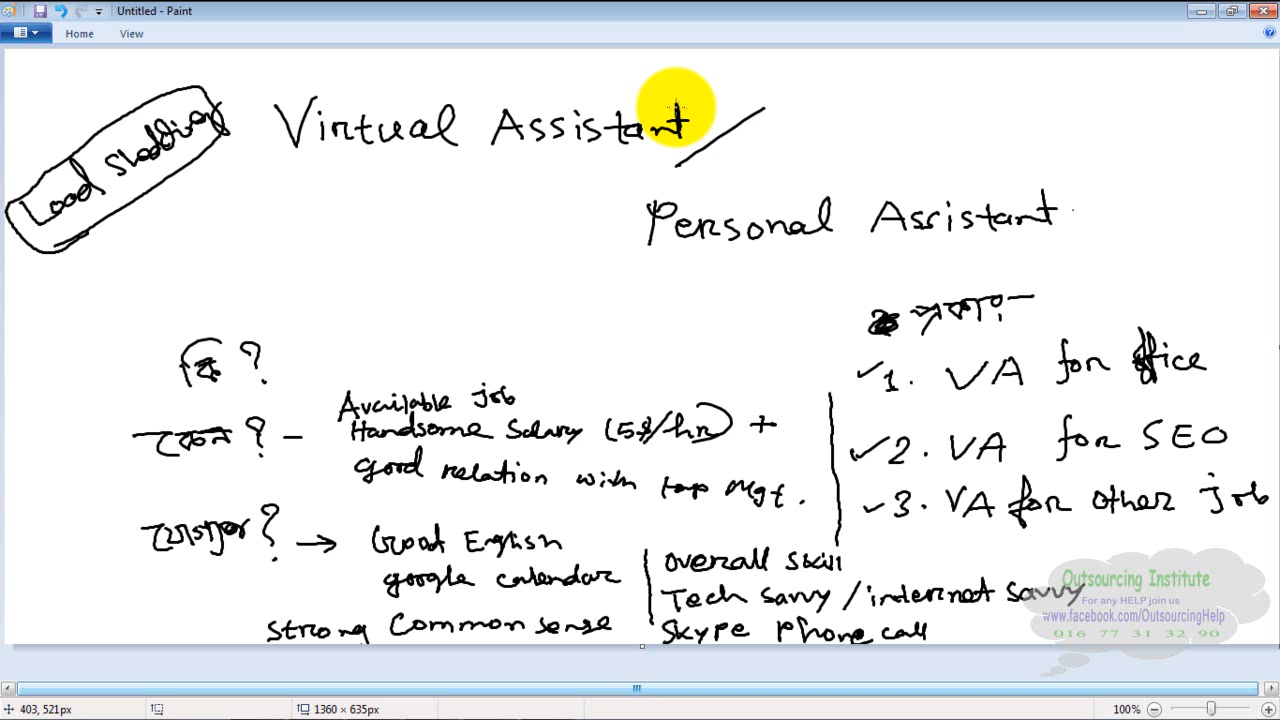 Untitled - Paint
Home View
Load Shedding
Virtual Assistant /
Personal Assistant
কি ?
Available job
কেন ? – Handsome Salary (5$/hr) +
good relation with top Mgt.
✓1. VA for office
✓2. VA for SEO
✓3. VA for other job
যোগ্যতা ? → Good English
google calendar
strong Common sense
overall skill
Tech savvy / internet savvy
Skype Phone call
Outsourcing Institute
For any HELP join us
www.facebook.com/OutsourcingHelp
016 77 31 32 90
403, 521px
1360 × 635px
100%